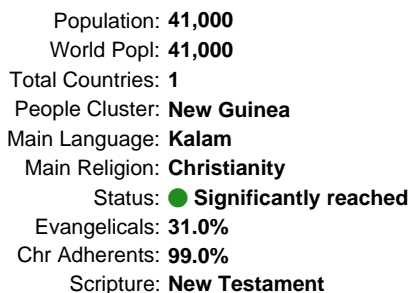 Population: 41,000
World Popl: 41,000
Total Countries: 1
People Cluster: New Guinea
Main Language: Kalam
Main Religion: Christianity
Status: Significantly reached
Evangelicals: 31.0%
Chr Adherents: 99.0%
Scripture: New Testament